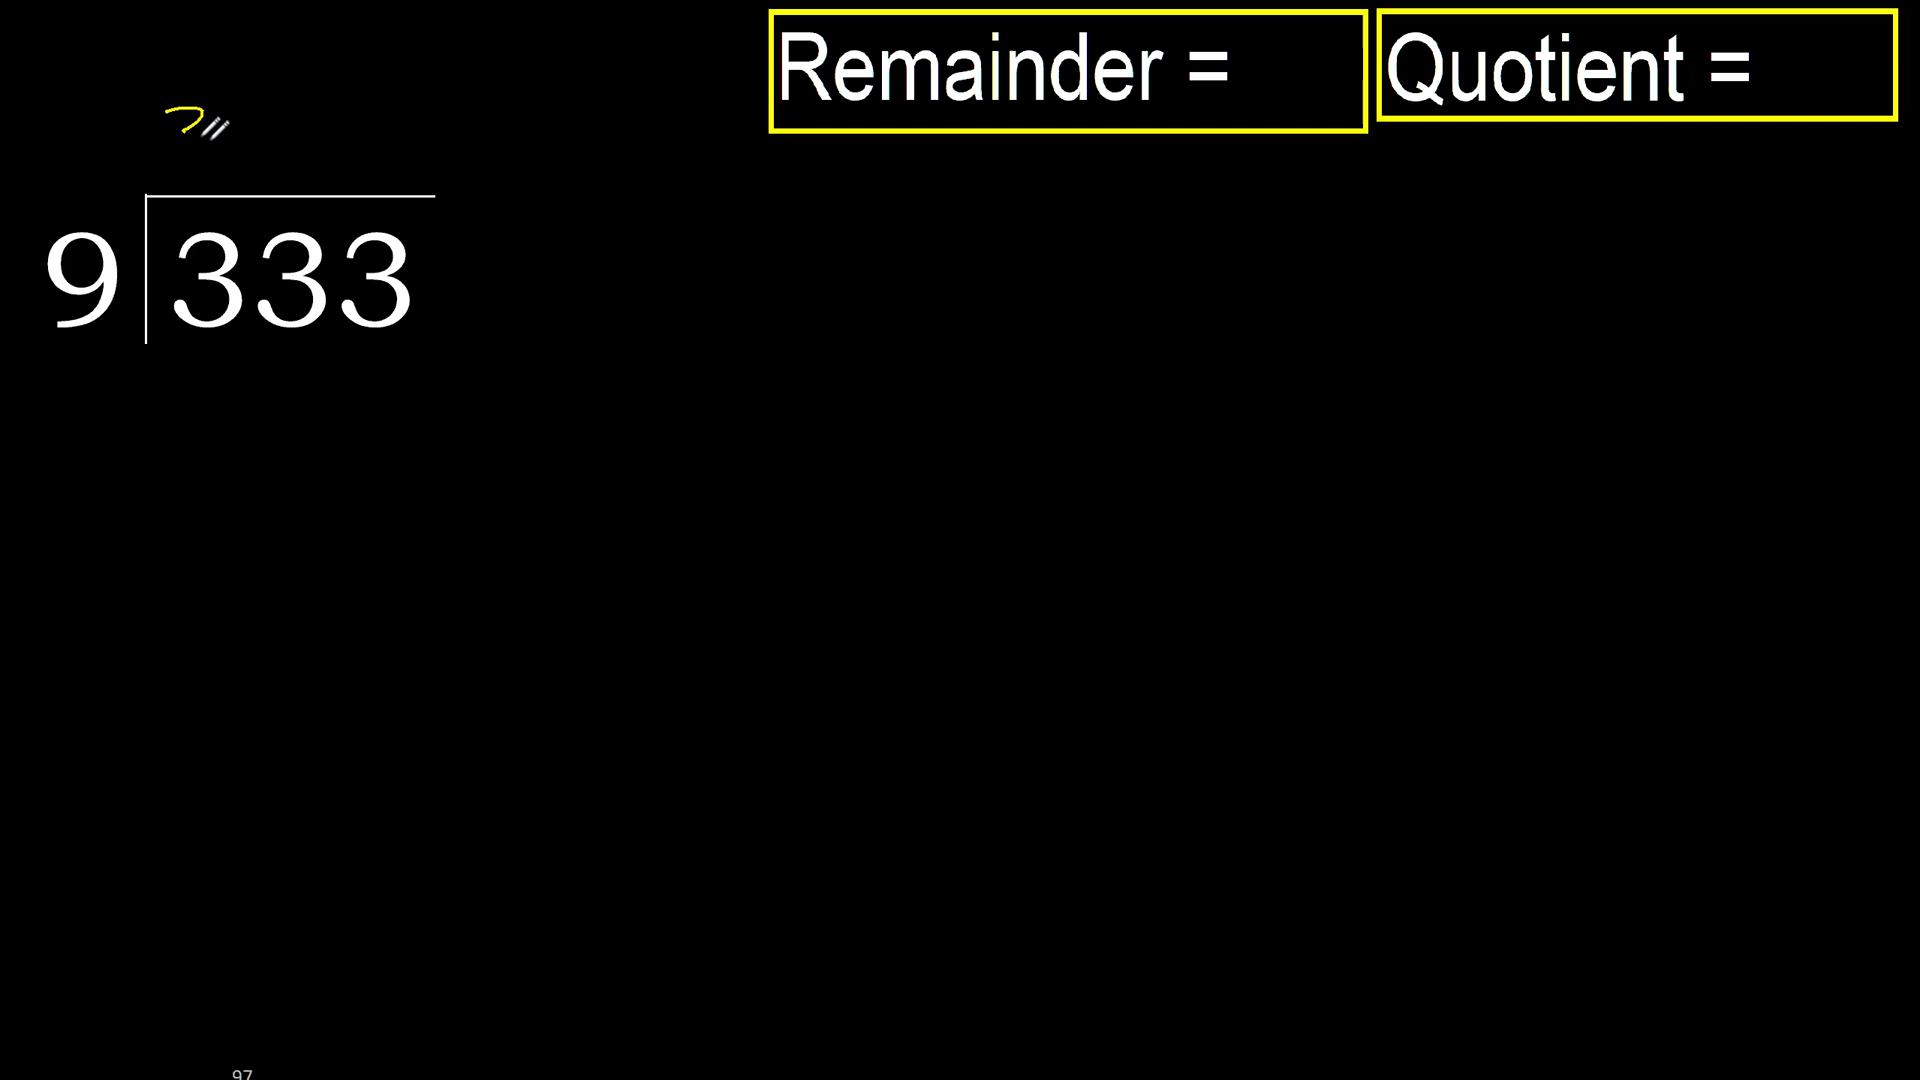 Remainder = Quotient =
9 333
97